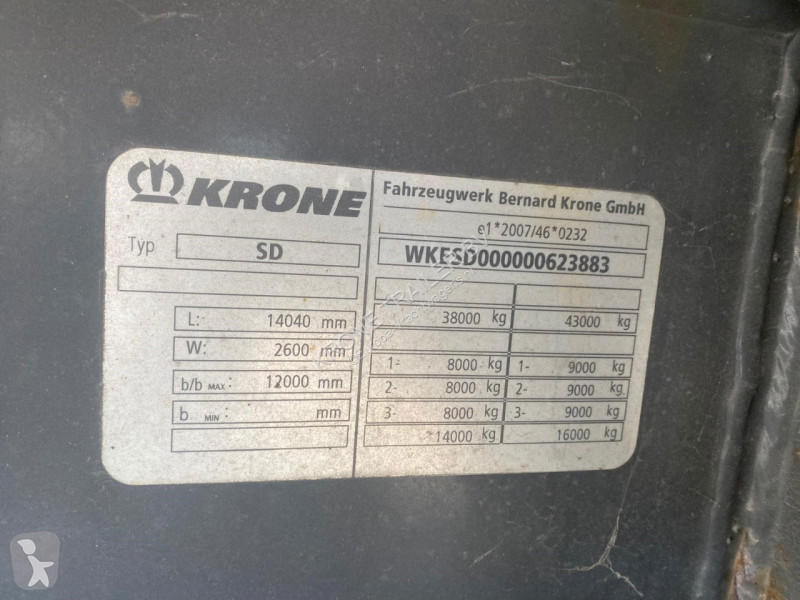 KRONE
Typ SD
L: 14040 mm
W: 2600 mm
b/b MAX: 12000 mm
b MIN: mm
Fahrzeugwerk Bernard Krone GmbH
e1*2007/46*0232
WKESD000000623883
38000 kg 43000 kg
1- 8000 kg 1- 9000 kg
2- 8000 kg 2- 9000 kg
3- 8000 kg 3- 9000 kg
14000 kg 16000 kg